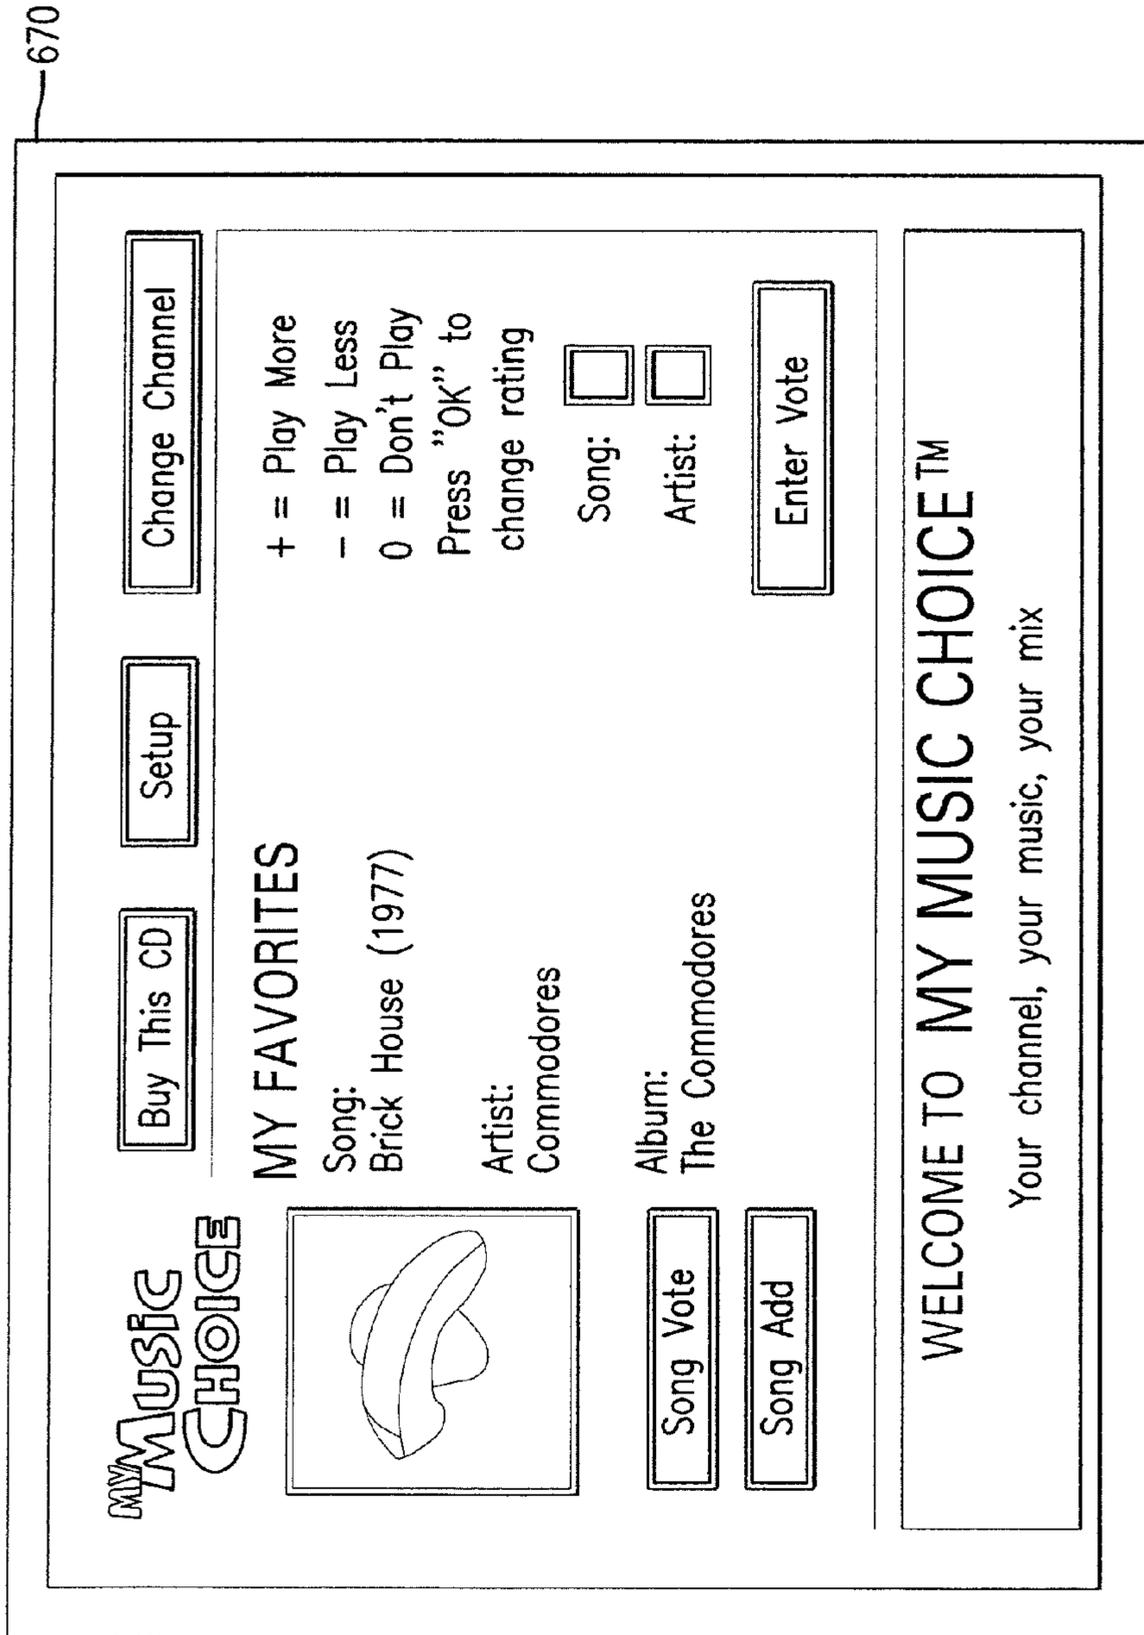 670
MY
MUSIC
CHOICE
Buy This CD
Setup
Change Channel
MY FAVORITES
Song:
Brick House (1977)
Artist:
Commodores
Album:
The Commodores
+ = Play More
− = Play Less
0 = Don't Play
Press "OK" to
change rating
Song:
Artist:
Enter Vote
Song Vote
Song Add
WELCOME TO MY MUSIC CHOICE™
Your channel, your music, your mix